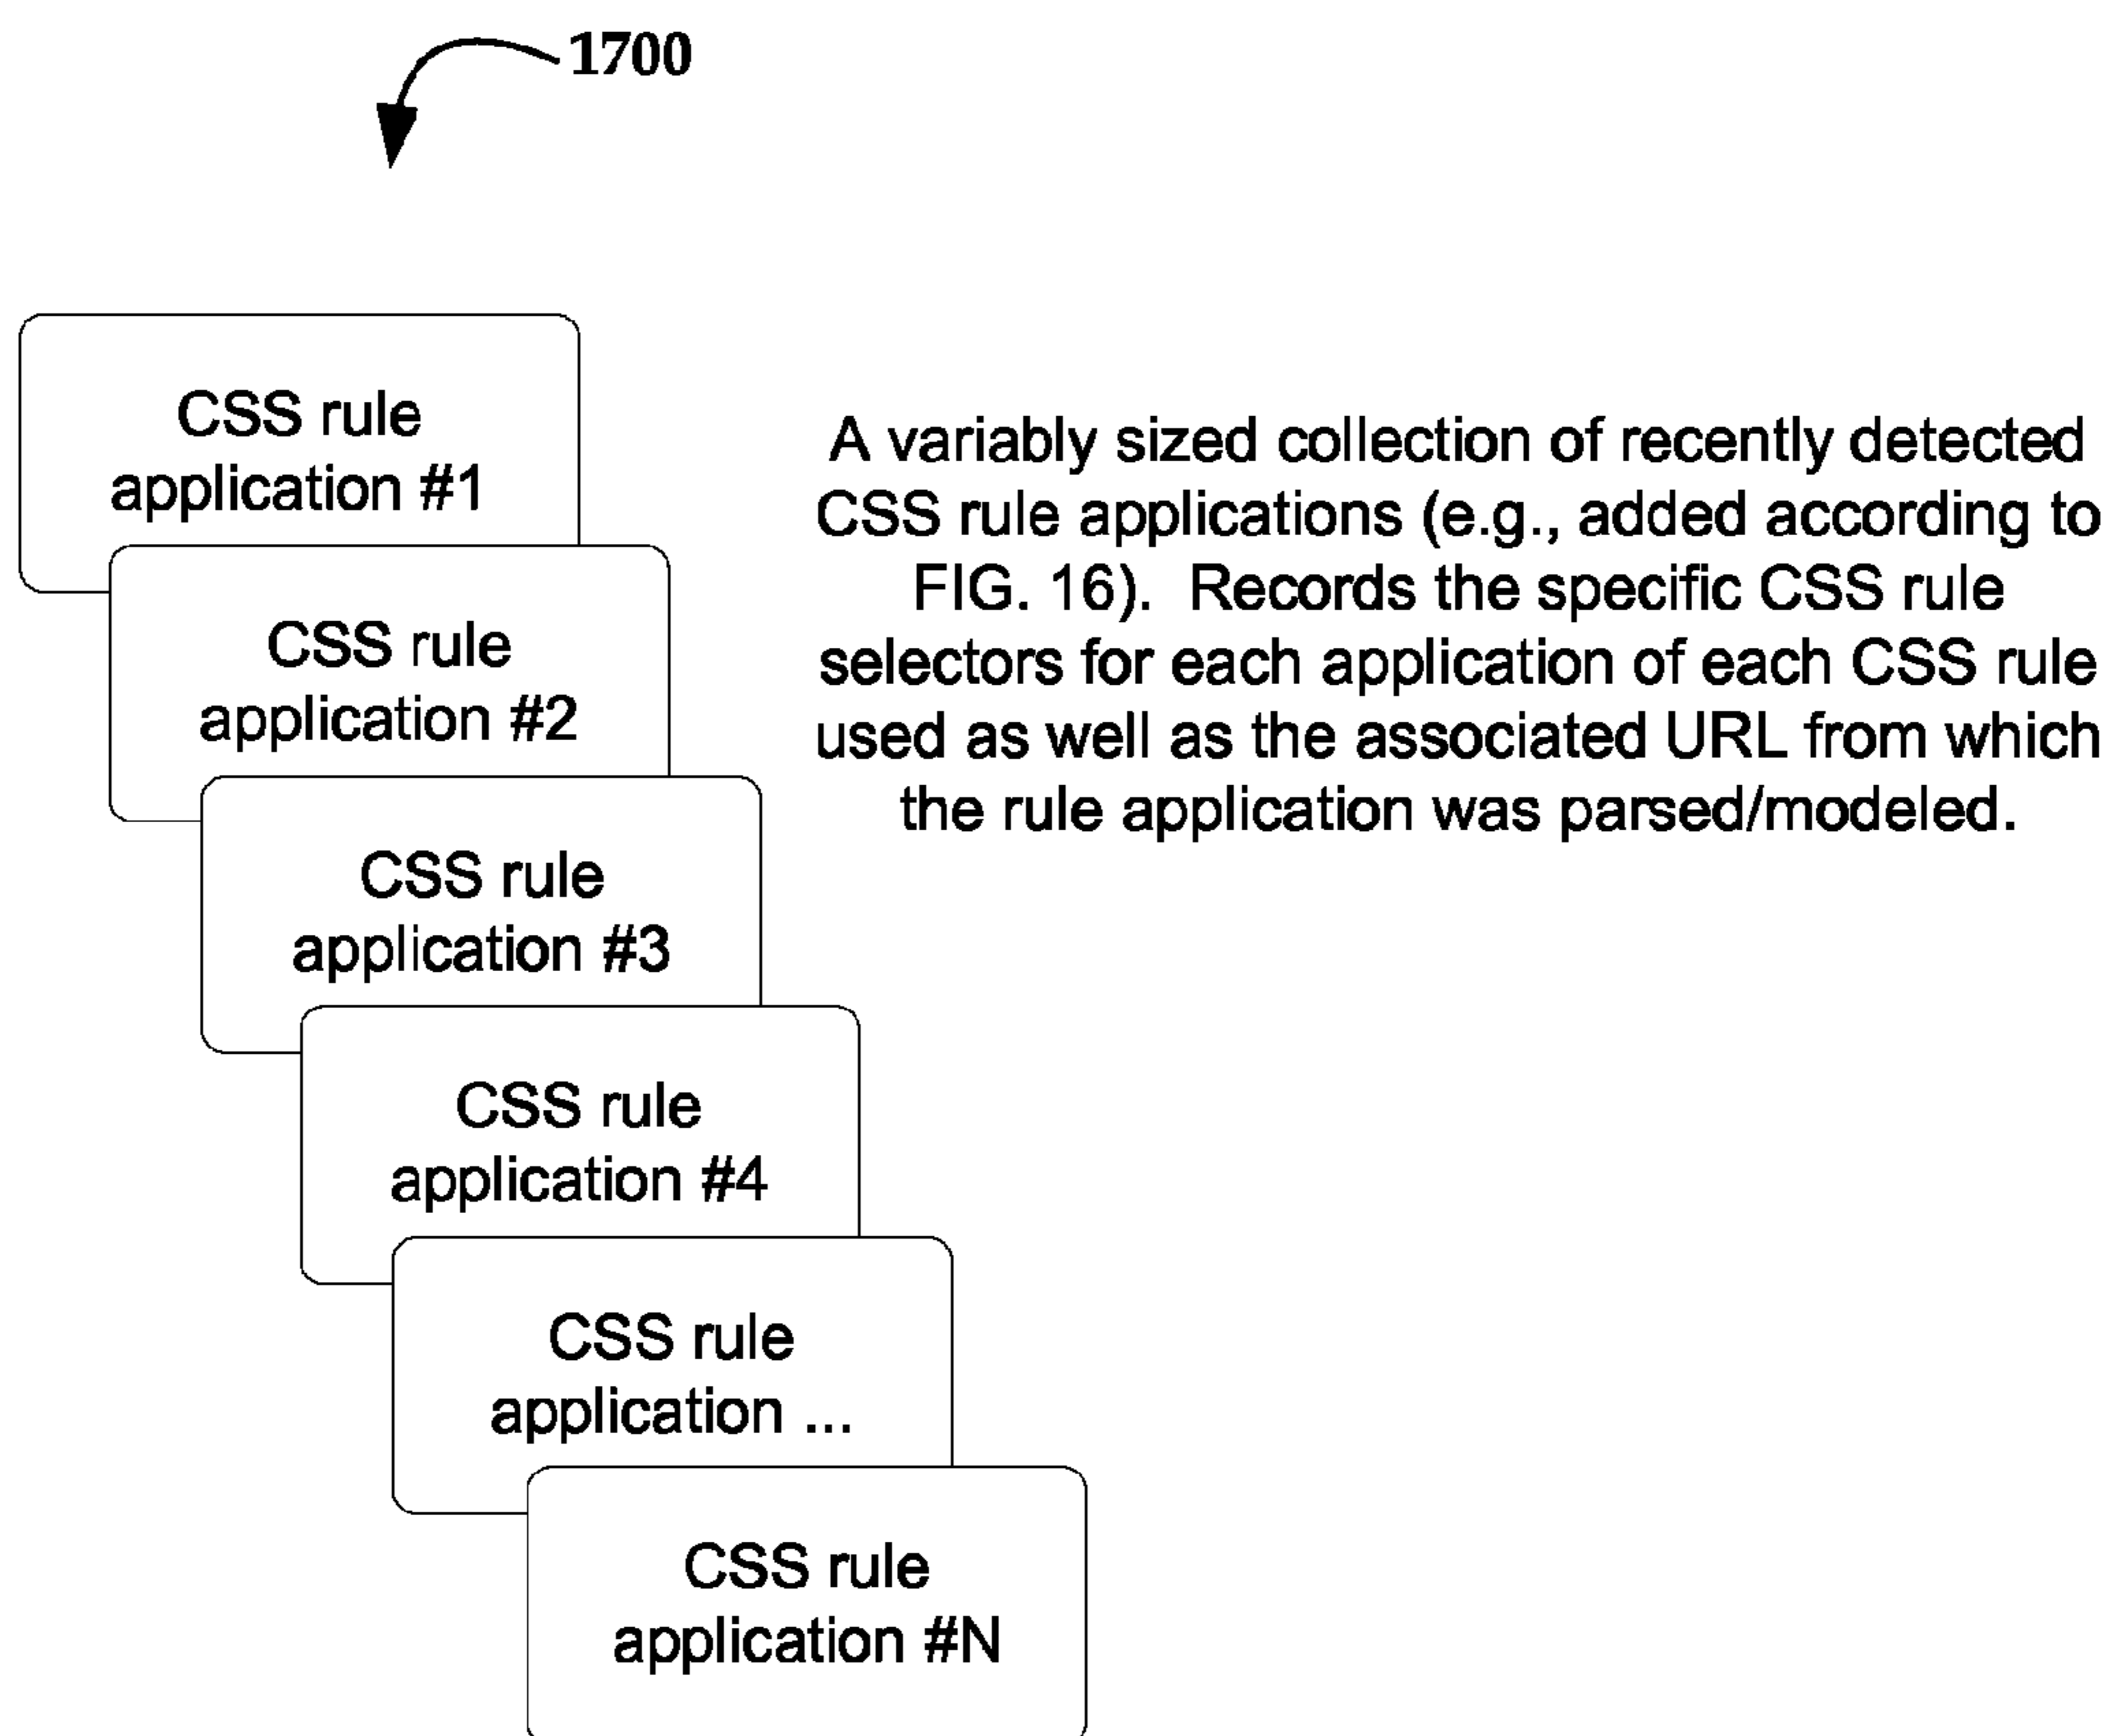 1700
CSS rule
application #1
CSS rule
application #2
CSS rule
application #3
CSS rule
application #4
CSS rule
application ...
CSS rule
application #N
A variably sized collection of recently detected
CSS rule applications (e.g., added according to
FIG. 16).  Records the specific CSS rule
selectors for each application of each CSS rule
used as well as the associated URL from which
the rule application was parsed/modeled.